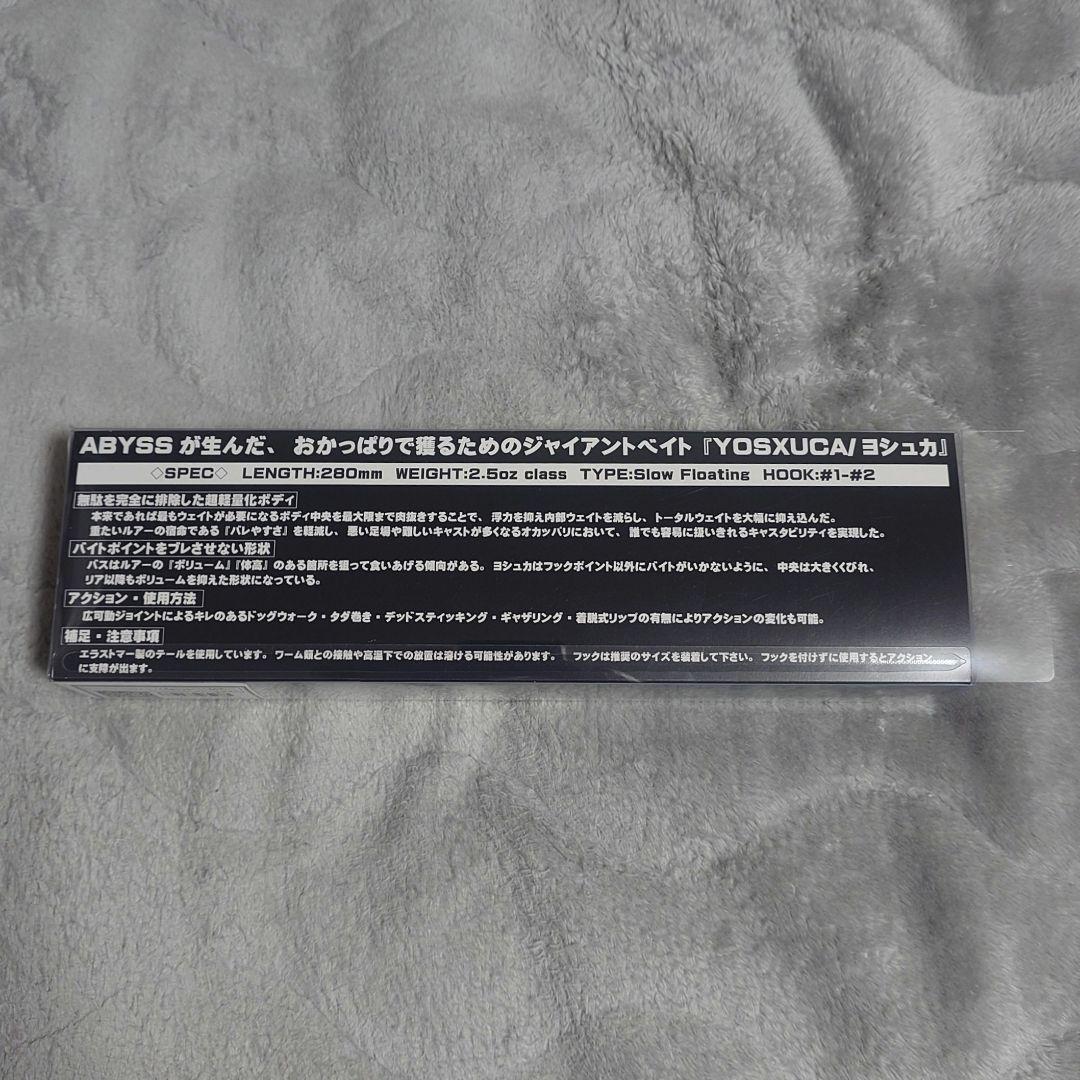 ABYSS が生んだ、おかっぱりで獲るためのジャイアントベイト『YOSXUCA/ヨシュカ』
◇SPEC◇ LENGTH:280mm WEIGHT:2.5oz class TYPE:Slow Floating HOOK:#1-#2
無駄を完全に排除した超軽量化ボディ
本来であれば最もウェイトが必要になるボディ中央を最大限まで肉抜きすることで、浮力を抑え内部ウェイトを減らし、トータルウェイトを大幅に抑え込んだ。
重たいルアーの宿命である『バレやすさ』を軽減し、悪い足場や難しいキャストが多くなるオカッパリにおいて、誰でも容易に扱いきれるキャスタビリティを実現した。
バイトポイントをブレさせない形状
バスはルアーの『ボリューム』『体高』のある箇所を狙って食いあげる傾向がある。ヨシュカはフックポイント以外にバイトがいかないように、中央は大きくくびれ、
リア以降もボリュームを抑えた形状になっている。
アクション・使用方法
広可動ジョイントによるキレのあるドッグウォーク・タダ巻き・デッドスティッキング・ギャザリング・着脱式リップの有無によりアクションの変化も可能。
補足・注意事項
エラストマー製のテールを使用しています。ワーム類との接触や高温下での放置は溶ける可能性があります。 フックは推奨のサイズを装着して下さい。フックを付けずに使用するとアクション
に支障が出ます。